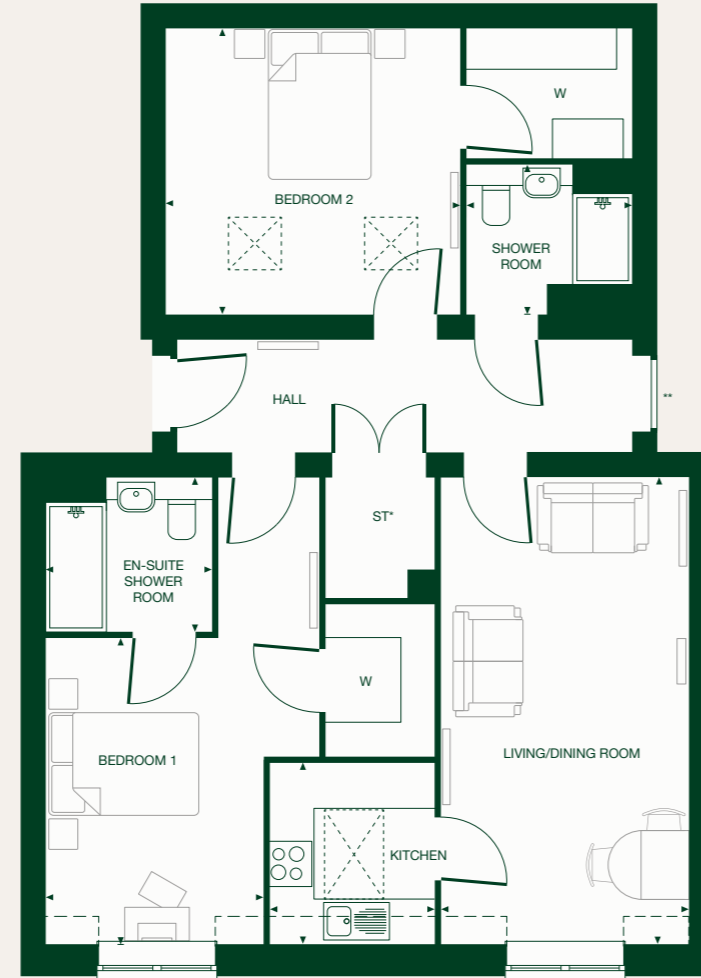 W
BEDROOM 2
SHOWER
ROOM
HALL
**
ST*
EN-SUITE
SHOWER
ROOM
W
BEDROOM 1
LIVING/DINING ROOM
KITCHEN